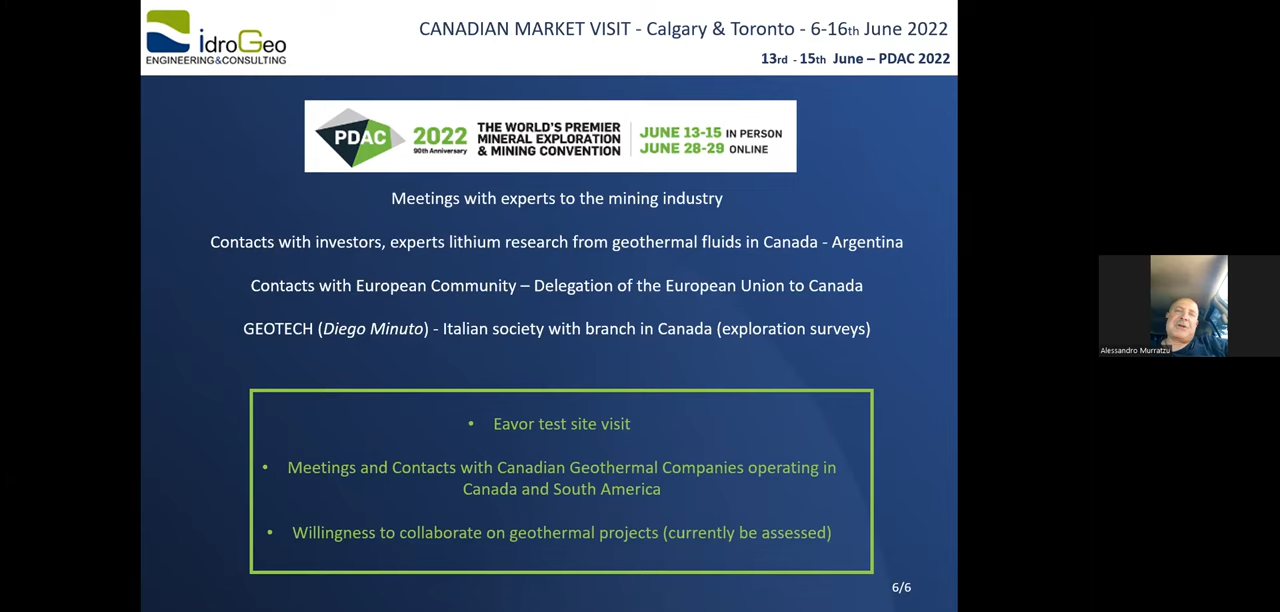 idroGeo
ENGINEERING&CONSULTING
CANADIAN MARKET VISIT - Calgary & Toronto - 6-16th June 2022
13rd - 15th June – PDAC 2022
PDAC
2022
90th Anniversary
THE WORLD'S PREMIER
MINERAL EXPLORATION
& MINING CONVENTION
JUNE 13-15 IN PERSON
JUNE 28-29 ONLINE
Meetings with experts to the mining industry
Contacts with investors, experts lithium research from geothermal fluids in Canada - Argentina
Contacts with European Community – Delegation of the European Union to Canada
GEOTECH (Diego Minuto) - Italian society with branch in Canada (exploration surveys)
• Eavor test site visit
• Meetings and Contacts with Canadian Geothermal Companies operating in
Canada and South America
• Willingness to collaborate on geothermal projects (currently be assessed)
6/6
Alessandro Murratzu